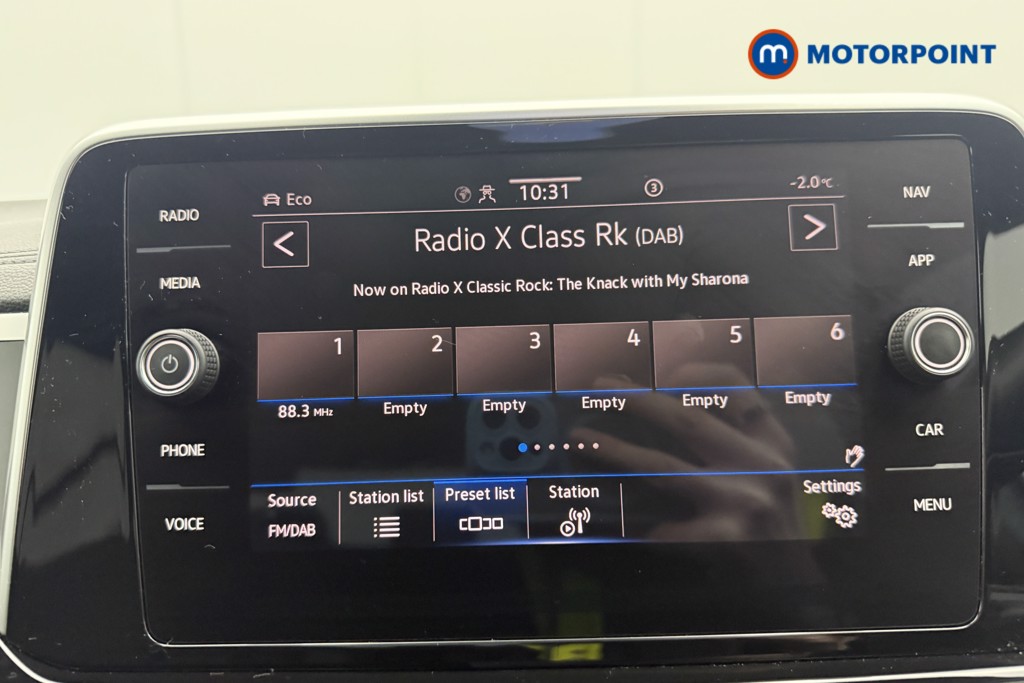 m MOTORPOINT
Eco 10:31 3 -2.0°C
RADIO
NAV
Radio X Class Rk (DAB)
MEDIA
APP
Now on Radio X Classic Rock: The Knack with My Sharona
1 2 3 4 5 6
88.3 MHz Empty Empty Empty Empty Empty
PHONE
CAR
Source Station list Preset list Station Settings
FM/DAB
VOICE
MENU